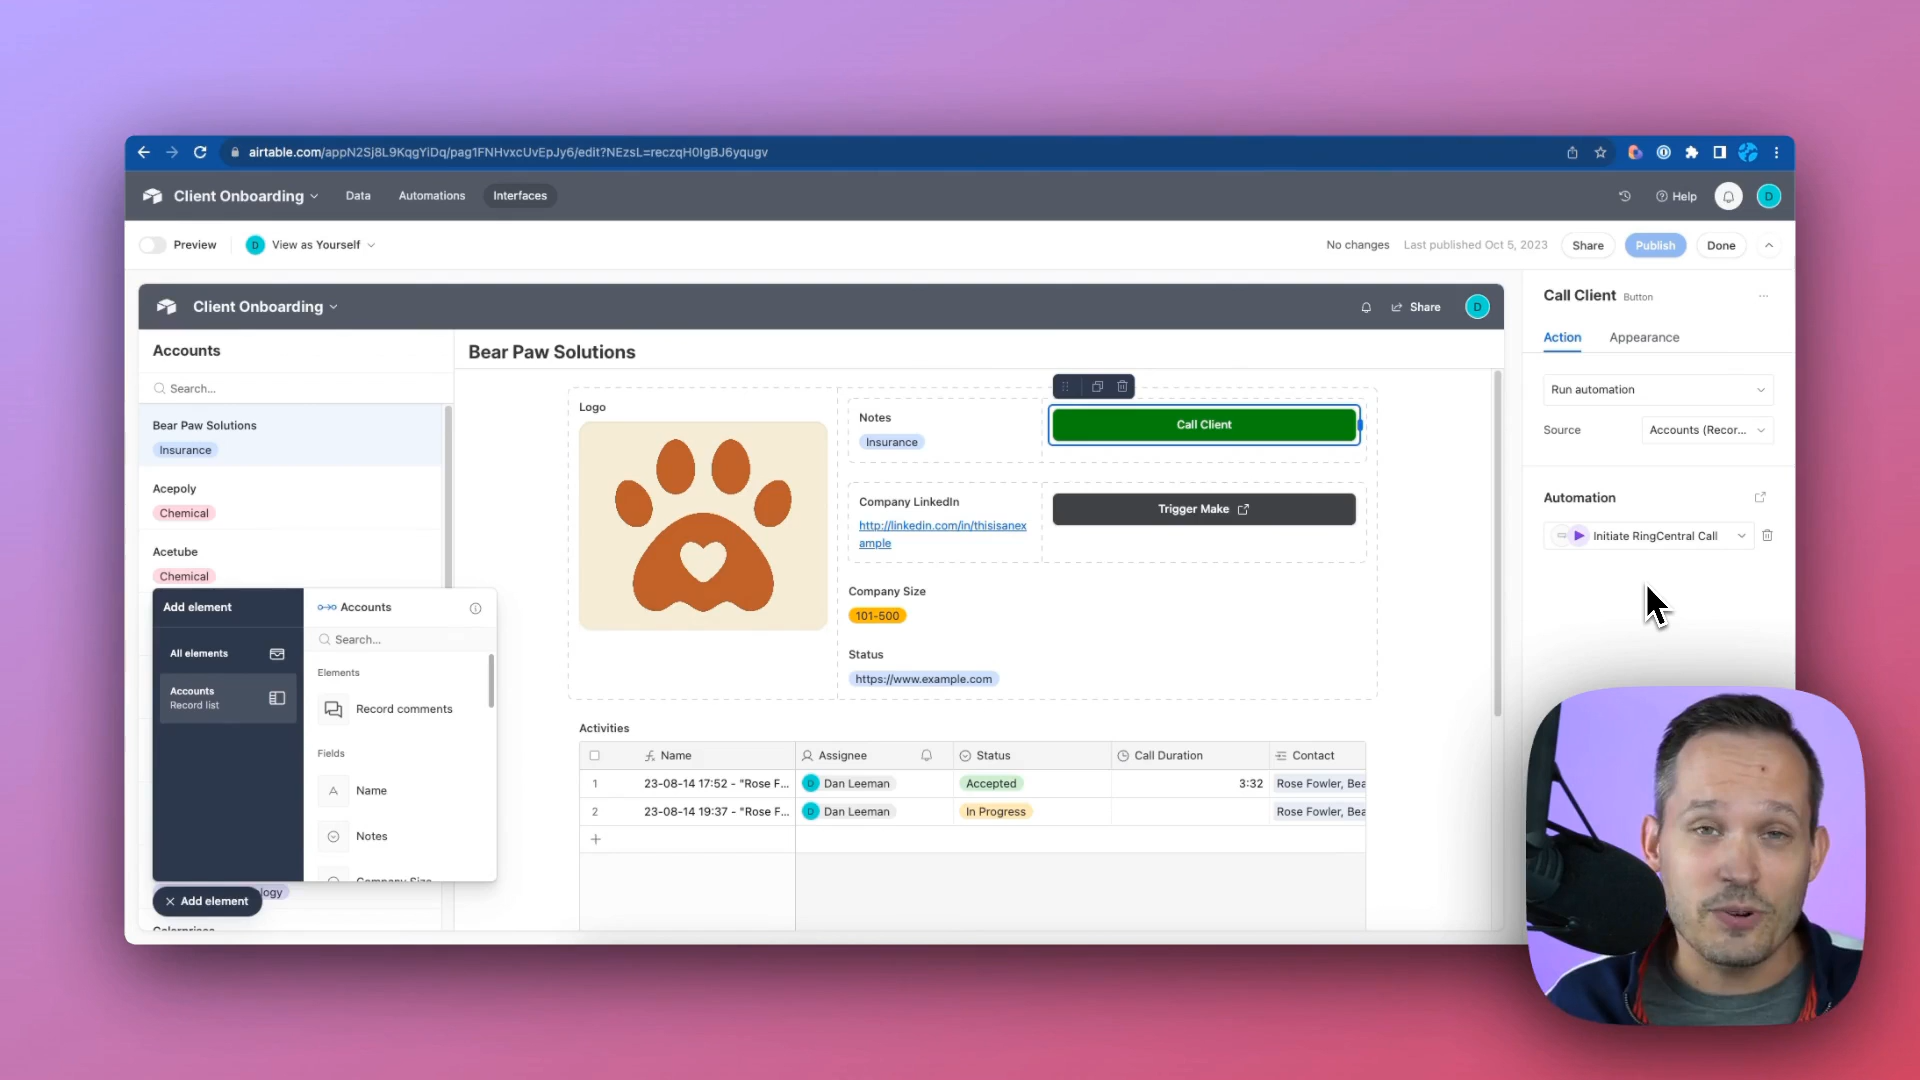 airtable.com/appN2Sj8L9KqgYiDq/pag1FNHvxcUvEpJy6/edit?NEzsL=reczqH0IgBJ6yqugv
Client Onboarding
Data
Automations
Interfaces
Help
D
Preview
D
View as Yourself
No changes
Last published Oct 5, 2023
Share
Publish
Done
Client Onboarding
Share
D
Accounts
Search...
Bear Paw Solutions
Insurance
Acepoly
Chemical
Acetube
Chemical
Add element
All elements
Accounts
Record list
Accounts
Search...
Elements
Record comments
Fields
Name
Notes
Company Size
Add element
Bear Paw Solutions
Logo
Notes
Insurance
Call Client
Company LinkedIn
http://linkedin.com/in/thisisanex
ample
Trigger Make
Company Size
101-500
Status
https://www.example.com
Activities
Name
Assignee
Status
Call Duration
Contact
1
23-08-14 17:52 - "Rose F...
D
Dan Leeman
Accepted
3:32
Rose Fowler, Bea
2
23-08-14 19:37 - "Rose F...
D
Dan Leeman
In Progress
Rose Fowler, Bea
Call Client
Button
Action
Appearance
Run automation
Source
Accounts (Recor...
Automation
Initiate RingCentral Call